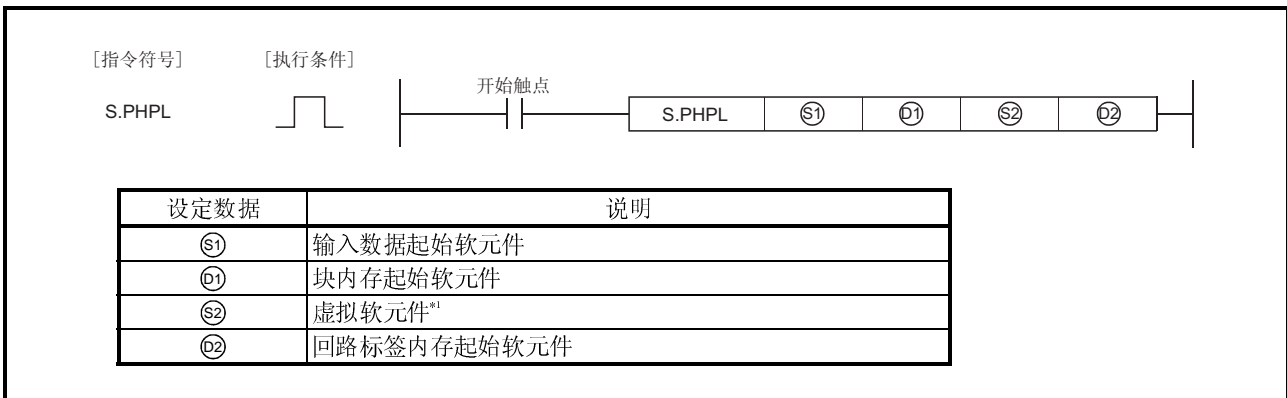 [指令符号] [执行条件]
开始触点
S.PHPL S.PHPL S1 D1 S2 D2
设定数据 说明
S1 输入数据起始软元件
D1 块内存起始软元件
S2 虚拟软元件*1
D2 回路标签内存起始软元件